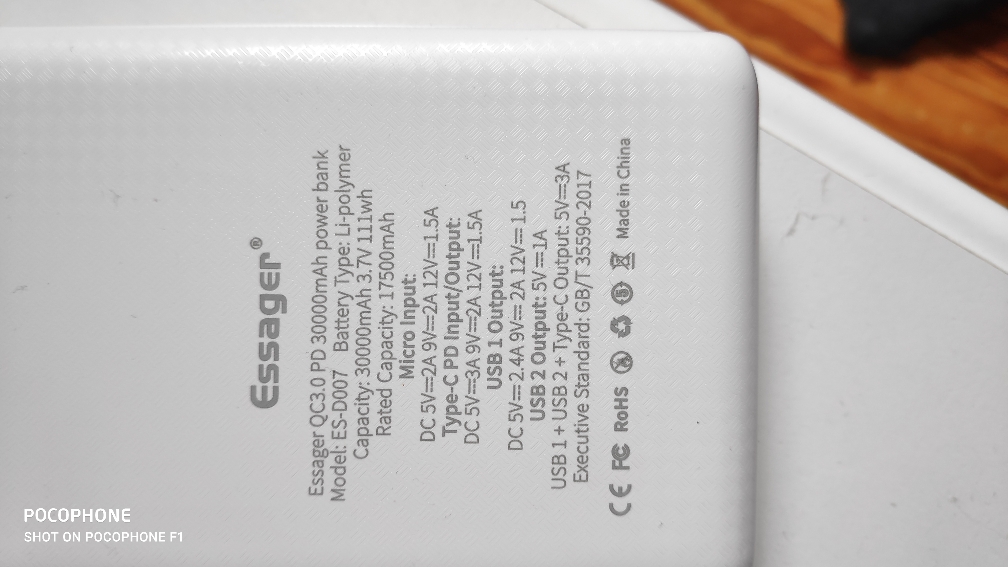 Essager®
Essager QC3.0 PD 30000mAh power bank
Model: ES-D007 Battery Type: Li-polymer
Capacity: 30000mAh 3.7V 111wh
Rated Capacity: 17500mAh
Micro Input:
DC 5V⎓2A 9V⎓2A 12V⎓1.5A
Type-C PD Input/Output:
DC 5V⎓3A 9V⎓2A 12V⎓1.5A
USB 1 Output:
DC 5V⎓2.4A 9V⎓2A 12V⎓1.5
USB 2 Output: 5V⎓1A
USB 1 + USB 2 + Type-C Output: 5V⎓3A
Executive Standard: GB/T 35590-2017
CE FC RoHS 5 Made in China
POCOPHONE
SHOT ON POCOPHONE F1